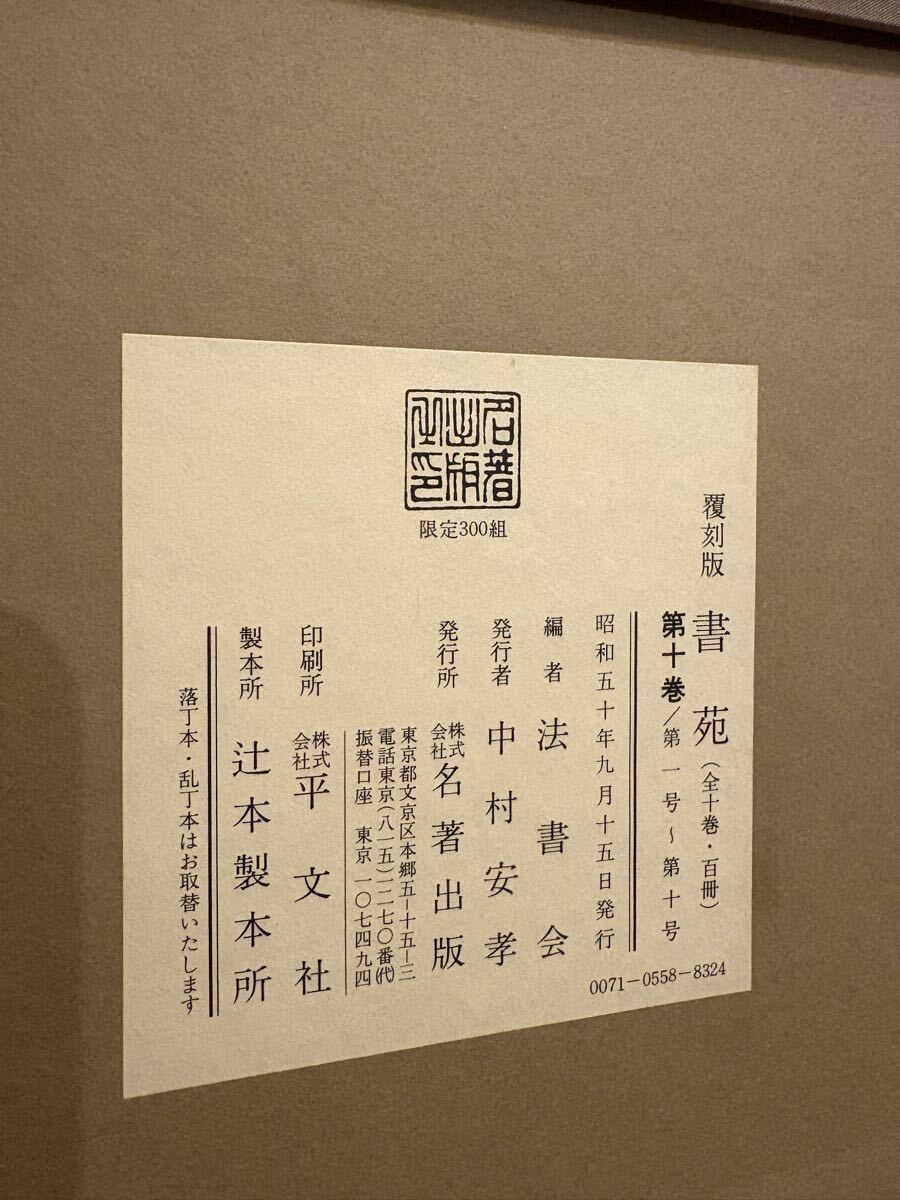 名著
出版
之印
限定300組
覆刻版 書苑(全十巻・百冊)
第十巻/第一号~第十号
0071-0558-8324
昭和五十年九月十五日発行
編者 法書会
発行者 中村安孝
発行所 株式会社名著出版
東京都文京区本郷五-十五-三
電話東京(八一五)一二七〇番(代)
振替口座 東京一〇七四九四
印刷所 株式会社平文社
製本所 辻本製本所
落丁本・乱丁本はお取替いたします